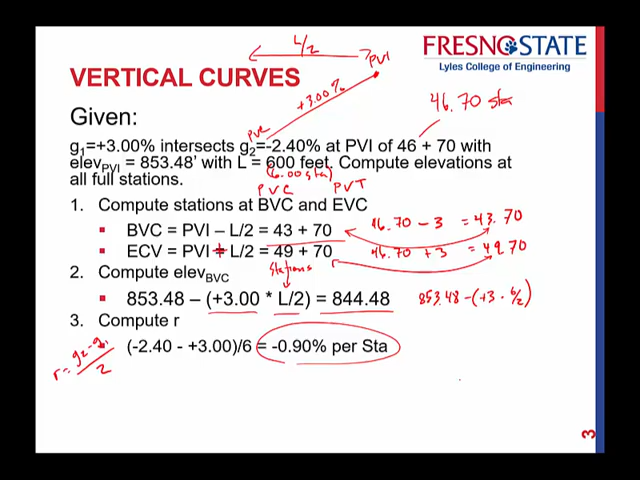 L/2
PVI
FRESNO STATE
Lyles College of Engineering
VERTICAL CURVES
+3.00%
46.70 sta
Given:
PVC
g1=+3.00% intersects g2=-2.40% at PVI of 46 + 70 with
elevPVI = 853.48' with L = 600 feet. Compute elevations at
all full stations.
(6.00 sta)
PVC PVT
1. Compute stations at BVC and EVC
BVC = PVI – L/2 = 43 + 70
46.70 - 3 = 43.70
ECV = PVI + L/2 = 49 + 70
46.70 + 3 = 49.70
2. Compute elevBVC
Stations
853.48 – (+3.00 * L/2) = 844.48
853.48 - (+3 · 6/2)
3. Compute r
r = g2 - g1 / 2
(-2.40 - +3.00)/6 = -0.90% per Sta
3